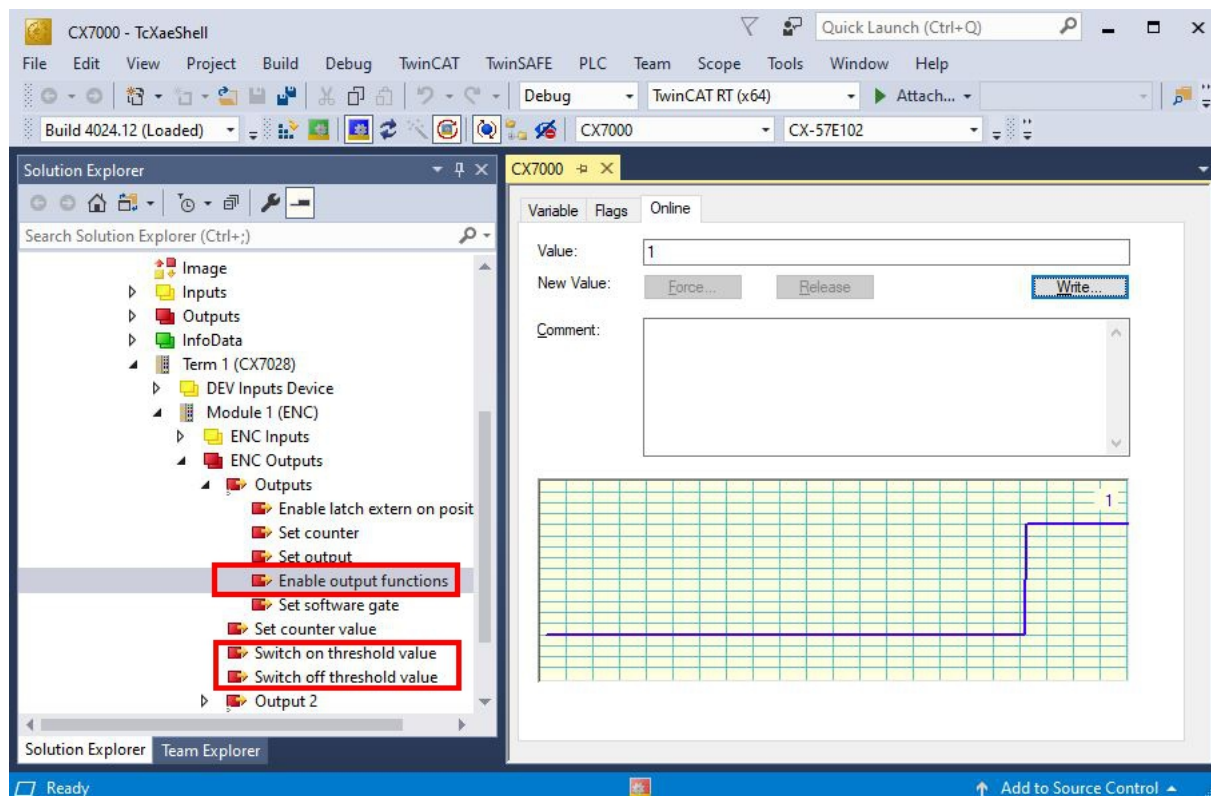 CX7000 - TcXaeShell
Quick Launch (Ctrl+Q)
File Edit View Project Build Debug TwinCAT TwinSAFE PLC Team Scope Tools Window Help
Debug TwinCAT RT (x64) Attach...
Build 4024.12 (Loaded) CX7000 CX-57E102
Solution Explorer
Search Solution Explorer (Ctrl+;)
Image
Inputs
Outputs
InfoData
Term 1 (CX7028)
DEV Inputs Device
Module 1 (ENC)
ENC Inputs
ENC Outputs
Outputs
Enable latch extern on posit
Set counter
Set output
Enable output functions
Set software gate
Set counter value
Switch on threshold value
Switch off threshold value
Output 2
Solution Explorer Team Explorer
CX7000
Variable Flags Online
Value: 1
New Value: Force... Release Write...
Comment:
1
Ready Add to Source Control